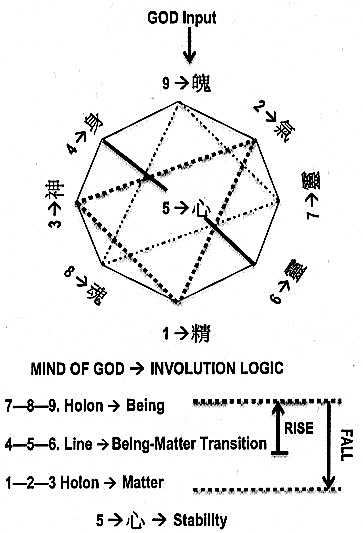 GOD Input
9→魄
4→身
2→氣
5→心
3→神
7→靈
8→魂
6→靈
1→精
MIND OF GOD → INVOLUTION LOGIC
7—8—9. Holon → Being
4—5—6. Line → Being-Matter Transition
RISE
FALL
1—2—3 Holon → Matter
5→心 → Stability